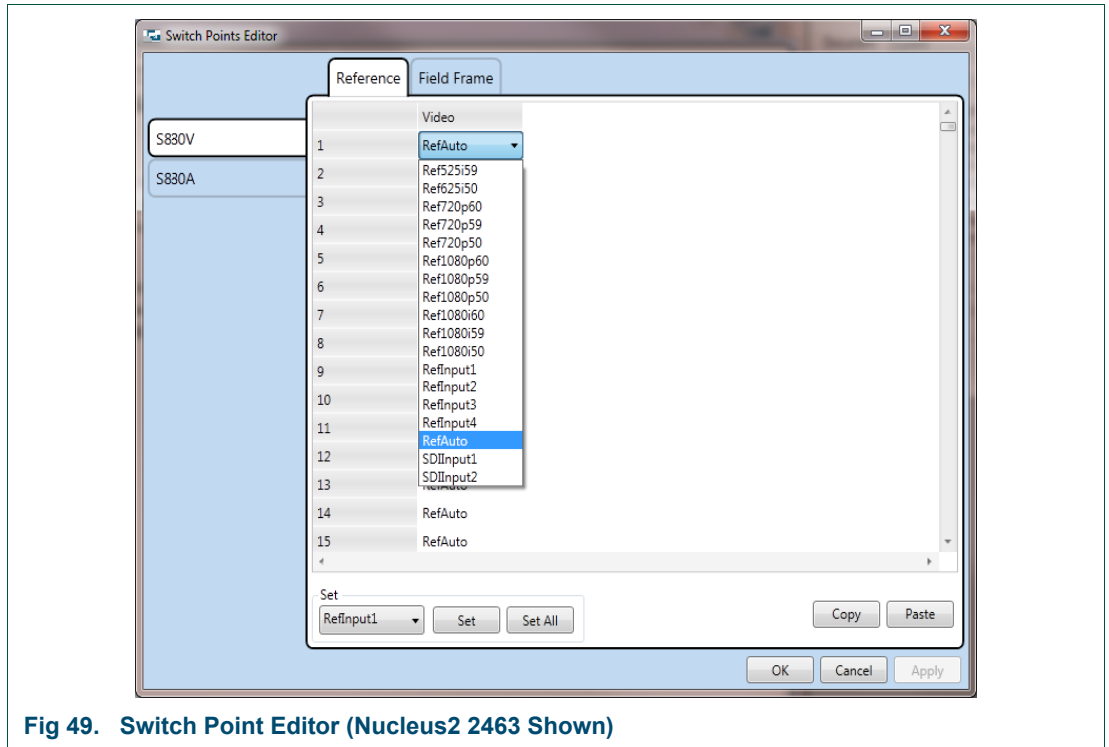 Switch Points Editor
Reference Field Frame
Video
S830V
S830A
1 RefAuto
2 Ref525i59
Ref625i50
3 Ref720p60
4 Ref720p59
Ref720p50
5 Ref1080p60
6 Ref1080p59
Ref1080p50
7 Ref1080i60
8 Ref1080i59
Ref1080i50
9 RefInput1
RefInput2
10 RefInput3
11 RefInput4
RefAuto
12 SDIInput1
SDIInput2
13 RefAuto
14 RefAuto
15 RefAuto
Set
RefInput1 Set Set All Copy Paste
OK Cancel Apply
Fig 49. Switch Point Editor (Nucleus2 2463 Shown)